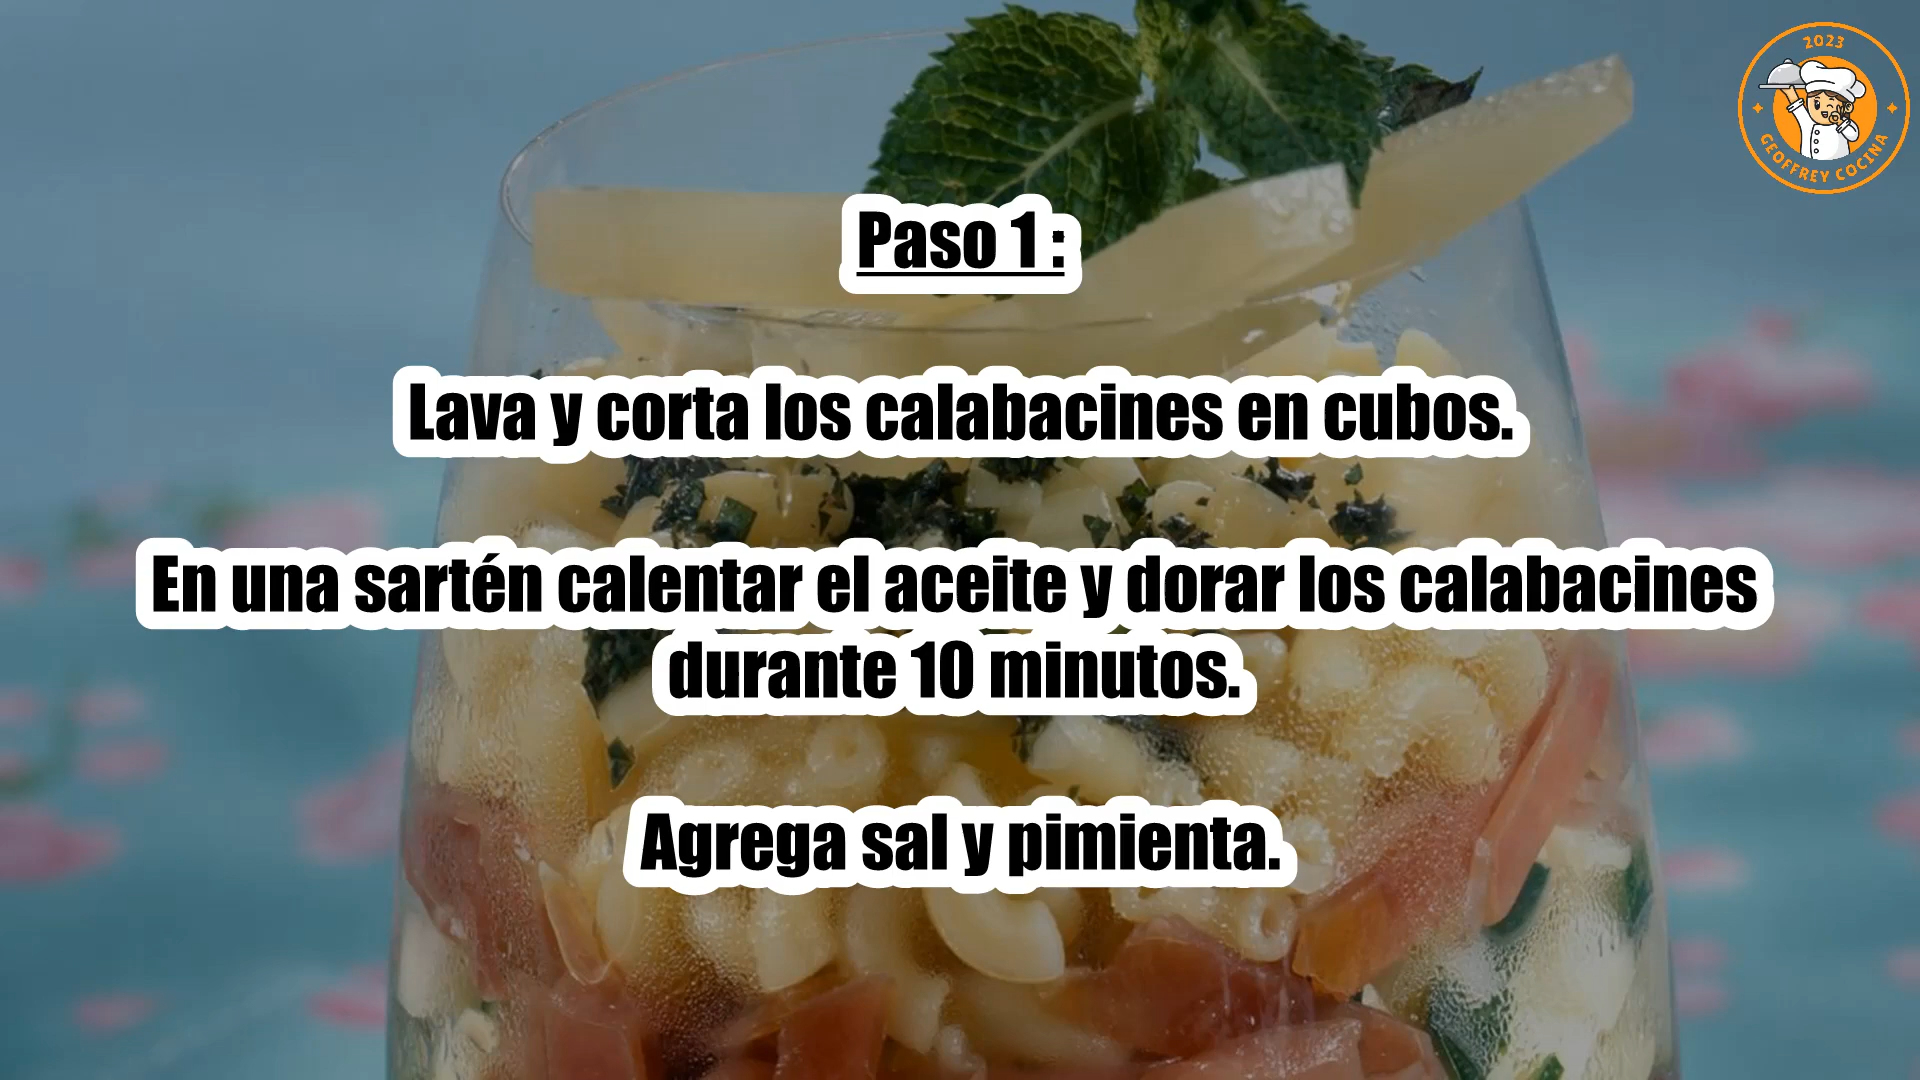 2023
GEOFFREY COCINA
Paso 1 :
Lava y corta los calabacines en cubos.
En una sartén calentar el aceite y dorar los calabacines
durante 10 minutos.
Agrega sal y pimienta.